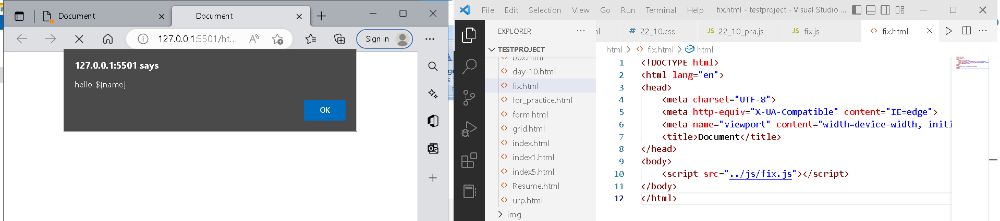 Document
Document
127.0.0.1:5501/ht...
Sign in
127.0.0.1:5501 says
hello ${name}
OK
File Edit Selection View Go Run Terminal Help
fix.html - testproject - Visual Studio ...
EXPLORER
TESTPROJECT
box.html
day-10.html
fix.html
for_practice.html
form.html
grid.html
index.html
index1.html
index5.html
Resume.html
urp.html
img
22_10.css
JS 22_10_pra.js
JS fix.js
fix.html
html > fix.html > html
1 <!DOCTYPE html>
2 <html lang="en">
3 <head>
4 <meta charset="UTF-8">
5 <meta http-equiv="X-UA-Compatible" content="IE=edge">
6 <meta name="viewport" content="width=device-width, initi
7 <title>Document</title>
8 </head>
9 <body>
10 <script src="../js/fix.js"></script>
11 </body>
12 </html>